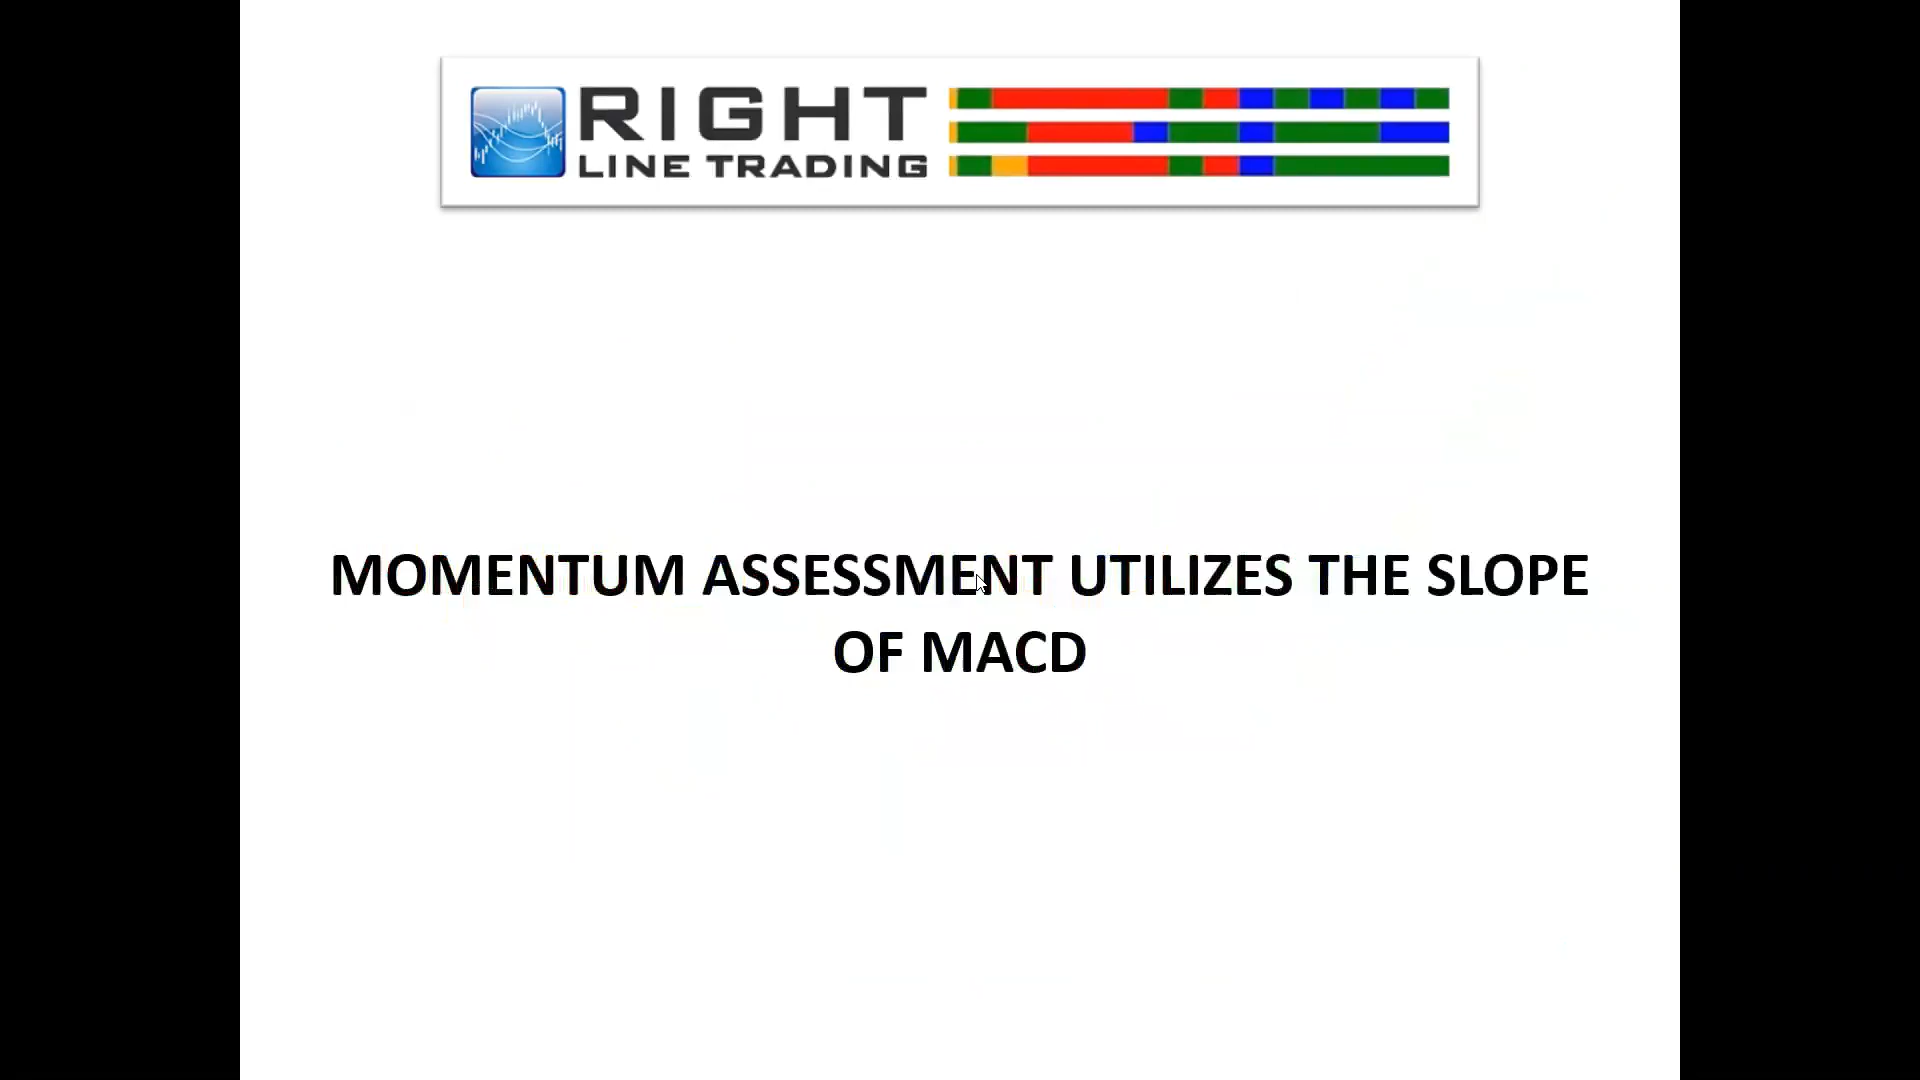 RIGHT
LINE TRADING
MOMENTUM ASSESSMENT UTILIZES THE SLOPE
OF MACD